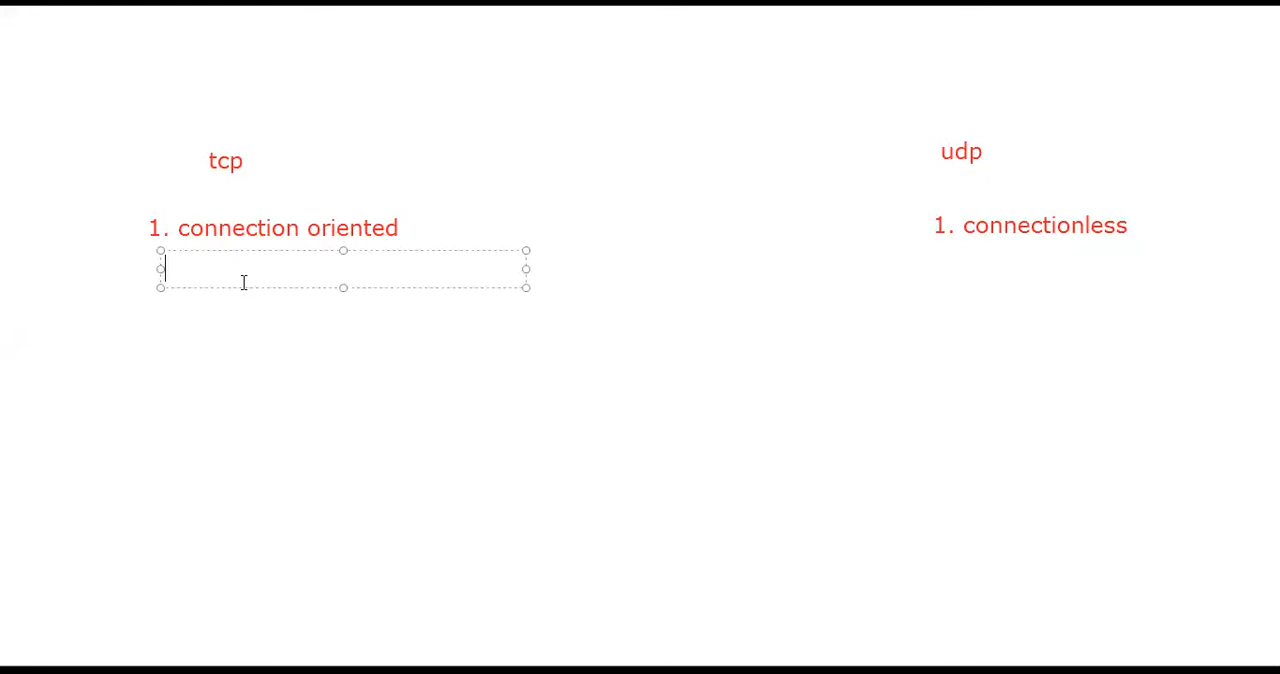 tcp
udp
1. connection oriented
1. connectionless